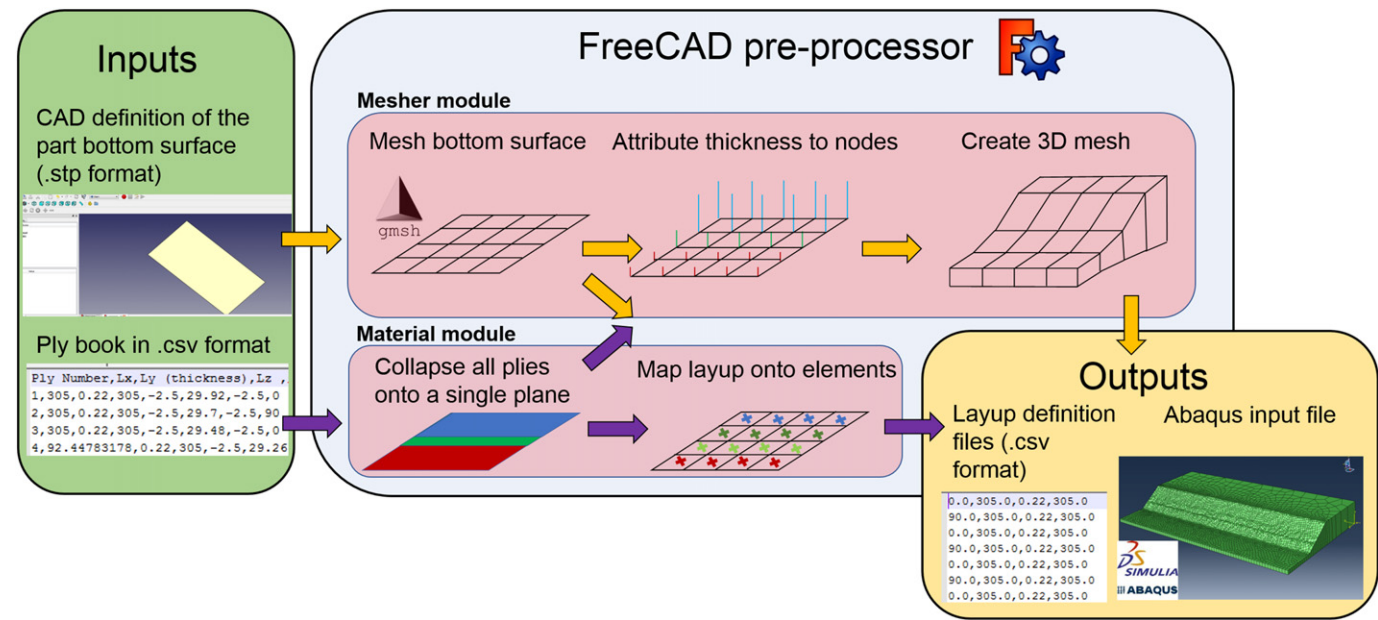 Inputs
CAD definition of the
part bottom surface
(.stp format)
Ply book in .csv format
Ply Number,Lx,Ly (thickness),Lz ,
1,305,0.22,305,-2.5,29.92,-2.5,0
2,305,0.22,305,-2.5,29.7,-2.5,90
3,305,0.22,305,-2.5,29.48,-2.5,0
4,92.44783178,0.22,305,-2.5,29.26
FreeCAD pre-processor
Mesher module
Mesh bottom surface
gmsh
Attribute thickness to nodes
Create 3D mesh
Material module
Collapse all plies
onto a single plane
Map layup onto elements
Outputs
Layup definition
files (.csv
format)
0.0,305.0,0.22,305.0
90.0,305.0,0.22,305.0
0.0,305.0,0.22,305.0
90.0,305.0,0.22,305.0
0.0,305.0,0.22,305.0
90.0,305.0,0.22,305.0
0.0,305.0,0.22,305.0
Abaqus input file
SIMULIA
ABAQUS